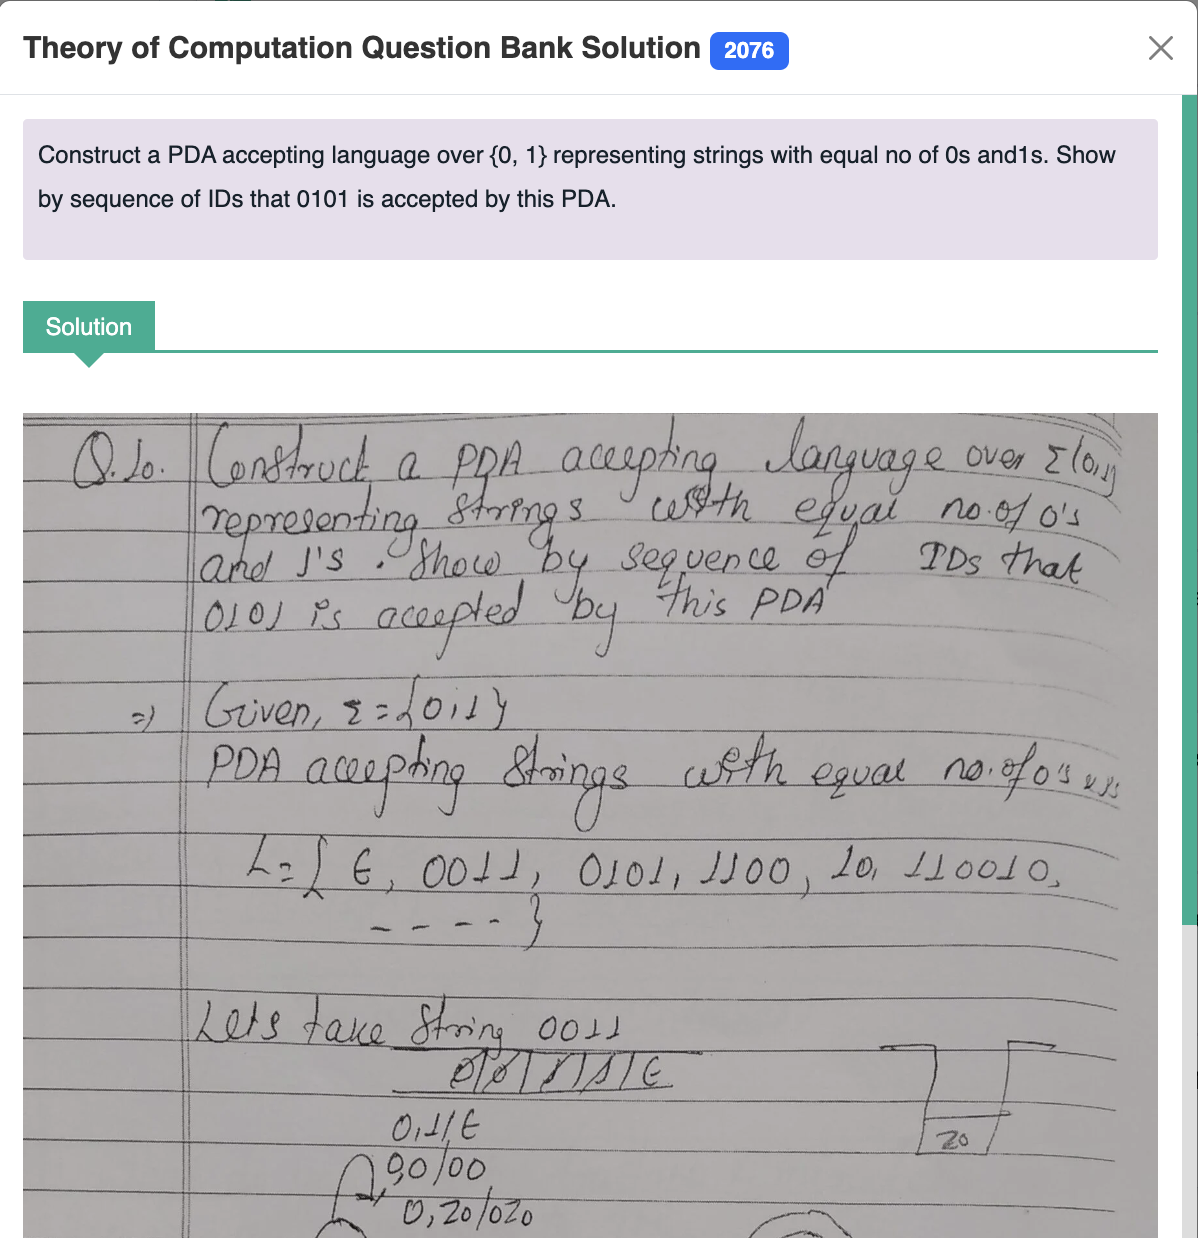 Theory of Computation Question Bank Solution 2076
Construct a PDA accepting language over {0, 1} representing strings with equal no of 0s and1s. Show
by sequence of IDs that 0101 is accepted by this PDA.
Solution
Q.10. Construct a PDA accepting language over Σ{0,1}
representing strings with equal no. of 0's
and 1's. Show by sequence of IDs that
0101 is accepted by this PDA
=) Given, Σ={0,1}
PDA accepting strings with equal no. of 0's & 1's
L={ ϵ, 0011, 0101, 1100, 10, 110010,
---- }
Lets take string 0011
0/0/1/1/ϵ
0,1/ϵ
Z0
0,0/00
0,Z0/0Z0